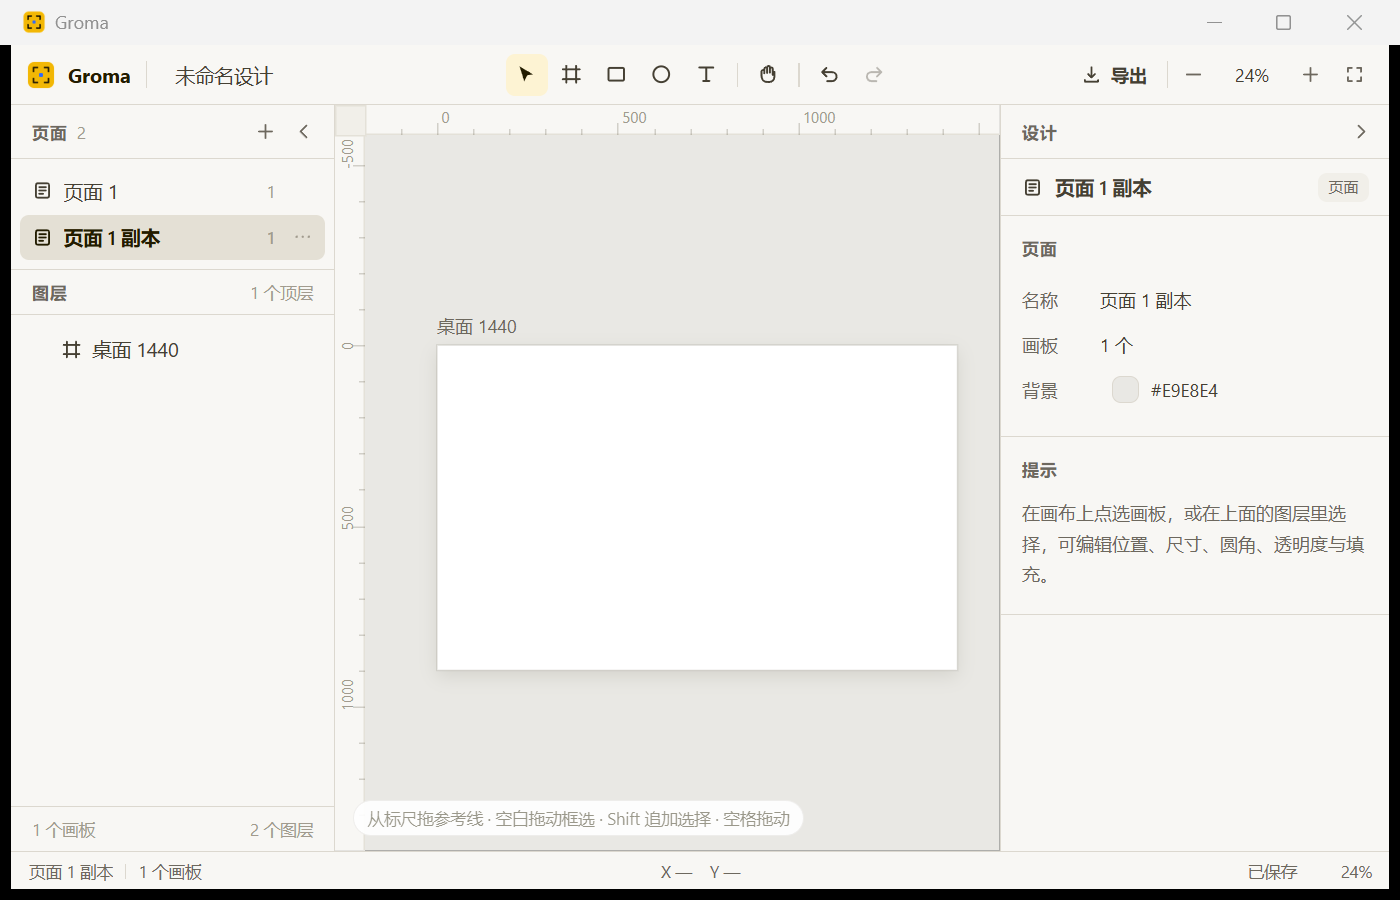 Groma
Groma
未命名设计
导出
24%
页面 2
页面 1
1
页面 1 副本
1
图层
1 个顶层
桌面 1440
1 个画板
2 个图层
0
500
1000
-500
0
500
1000
桌面 1440
从标尺拖参考线 · 空白拖动框选 · Shift 追加选择 · 空格拖动
设计
页面 1 副本
页面
页面
名称
页面 1 副本
画板
1 个
背景
#E9E8E4
提示
在画布上点选画板，或在上面的图层里选
择，可编辑位置、尺寸、圆角、透明度与填
充。
页面 1 副本
1 个画板
X —
Y —
已保存
24%